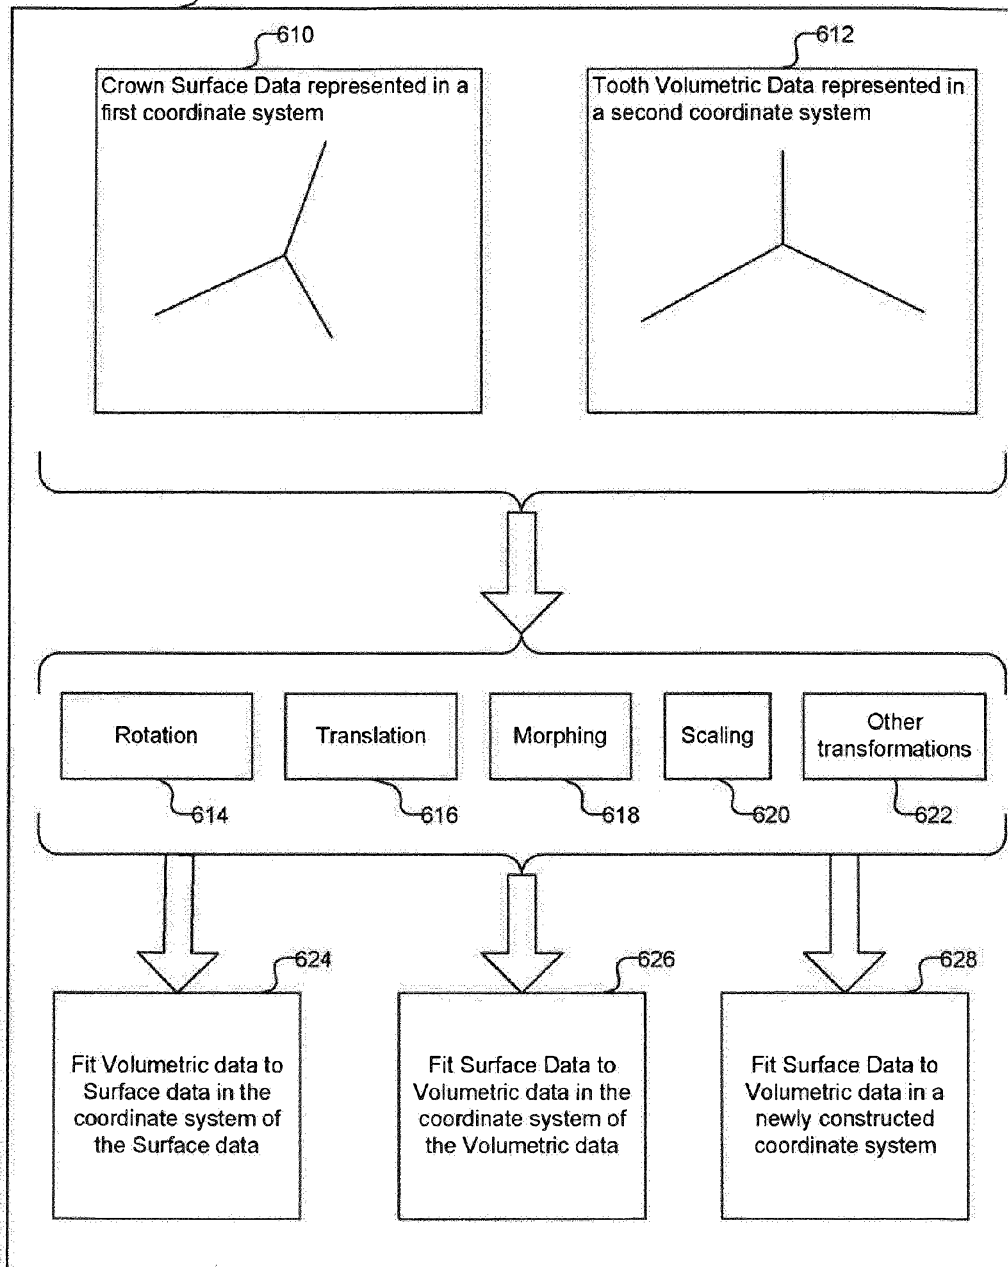 610
612
Crown Surface Data represented in a
first coordinate system
Tooth Volumetric Data represented in
a second coordinate system
Rotation
Translation
Morphing
Scaling
Other
transformations
614
616
618
620
622
624
626
628
Fit Volumetric data to
Surface data in the
coordinate system of
the Surface data
Fit Surface Data to
Volumetric data in the
coordinate system of
the Volumetric data
Fit Surface Data to
Volumetric data in a
newly constructed
coordinate system